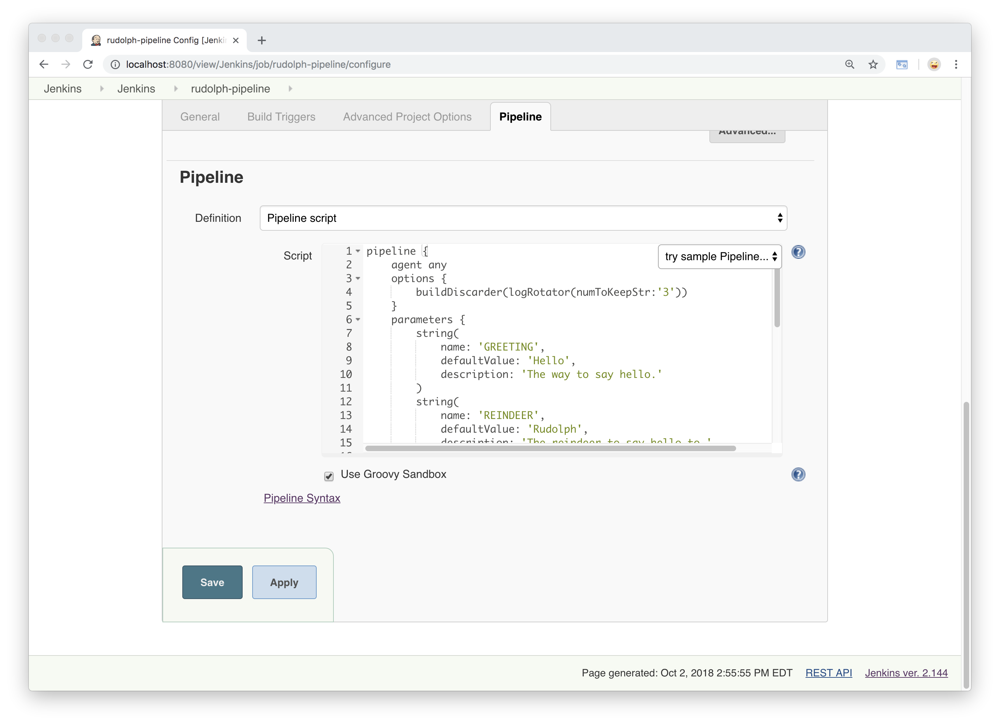 rudolph-pipeline Config [Jenki
localhost:8080/view/Jenkins/job/rudolph-pipeline/configure
Jenkins Jenkins rudolph-pipeline
General Build Triggers Advanced Project Options Pipeline
Advanced...
Pipeline
Definition Pipeline script
Script
try sample Pipeline...
1 pipeline {
2 agent any
3 options {
4 buildDiscarder(logRotator(numToKeepStr:'3'))
5 }
6 parameters {
7 string(
8 name: 'GREETING',
9 defaultValue: 'Hello',
10 description: 'The way to say hello.'
11 )
12 string(
13 name: 'REINDEER',
14 defaultValue: 'Rudolph',
15 description: 'The reindeer to say hello to.'
Use Groovy Sandbox
Pipeline Syntax
Save Apply
Page generated: Oct 2, 2018 2:55:55 PM EDT REST API Jenkins ver. 2.144